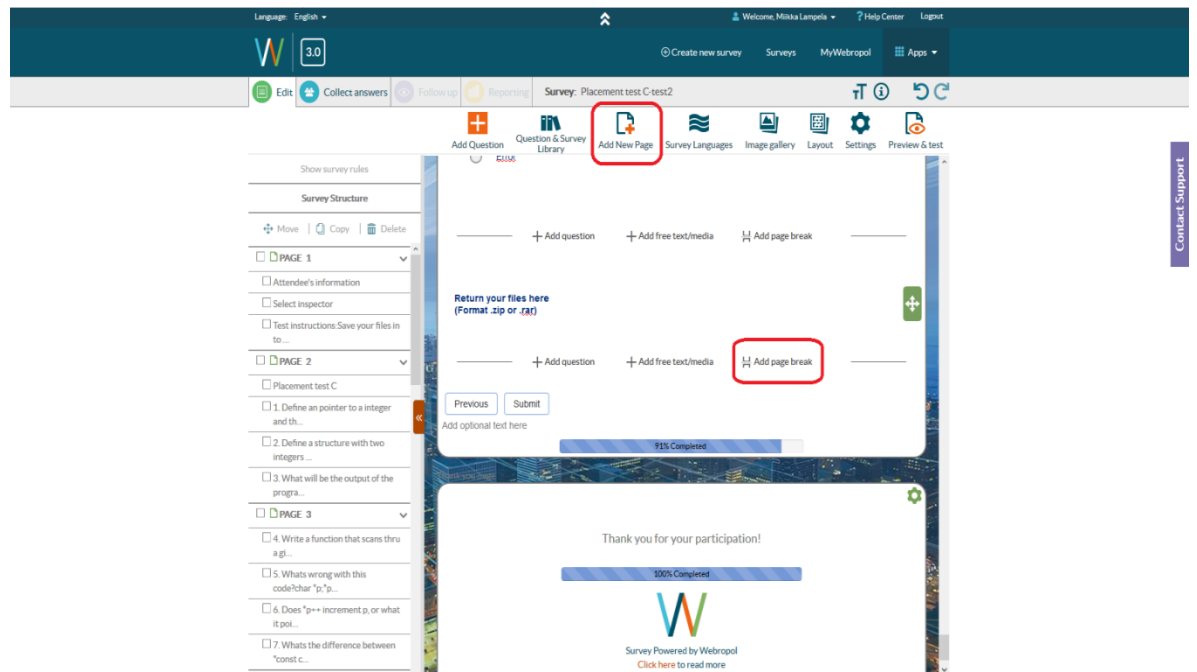 Language: English
Welcome, Miikka Lampela
? Help Center
Logout
W 3.0
Create new survey
Surveys
MyWebropol
Apps
Edit
Collect answers
Follow up
Reporting
Survey: Placement test C-test2
Add Question
Question & Survey
Library
Add New Page
Survey Languages
Image gallery
Layout
Settings
Preview & test
Show survey rules
Survey Structure
Move | Copy | Delete
PAGE 1
Attendee's information
Select inspector
Test instructions:Save your files in
to ...
PAGE 2
Placement test C
1. Define an pointer to a integer
and th...
2. Define a structure with two
integers ...
3. What will be the output of the
progra...
PAGE 3
4. Write a function that scans thru
a gi...
5. Whats wrong with this
code?char *p;*p...
6. Does *p++ increment p, or what
it poi...
7. Whats the difference between
"const c...
Error
Add question
Add free text/media
Add page break
Return your files here
(Format .zip or .rar)
Add question
Add free text/media
Add page break
Previous
Submit
Add optional text here
91% Completed
Thank you for your participation!
100% Completed
W
Survey Powered by Webropol
Click here to read more
Contact Support